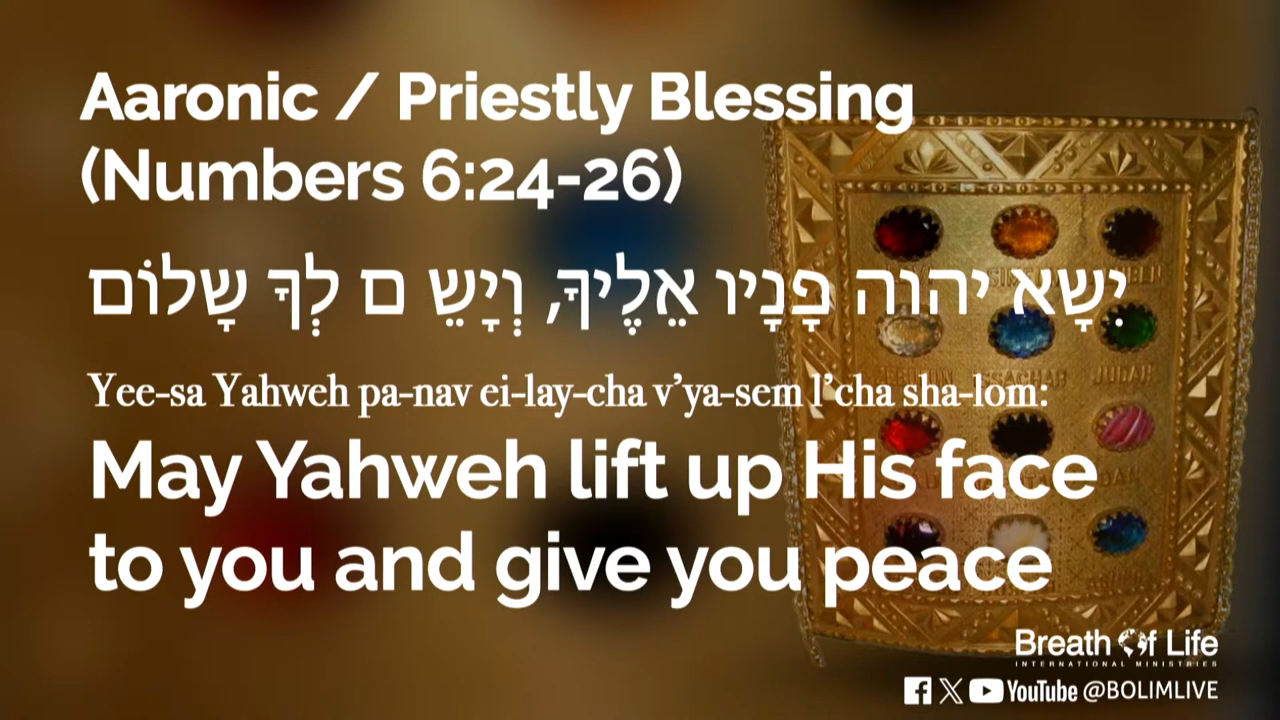 Aaronic / Priestly Blessing
(Numbers 6:24-26)
יִשָׂא יהוה פָּנָיו אֵלֶיךָ, וְיָשֵׂ ם לְךָ שָׁלוֹם
Yee-sa Yahweh pa-nav ei-lay-cha v’ya-sem l’cha sha-lom:
May Yahweh lift up His face
to you and give you peace
Breath Of Life
INTERNATIONAL MINISTRIES
YouTube @BOLIMLIVE